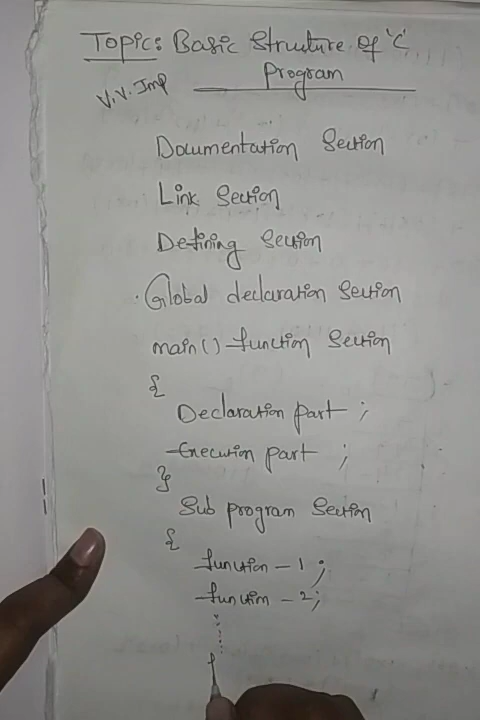 Topic: Basic Structure of 'C'
Program
V.V. Imp
Documentation Section
Link Section
Defining Section
Global declaration Section
main() function Section
{
Declaration part ;
Execution part ;
}
Sub program Section
{
function - 1 ;
function - 2;